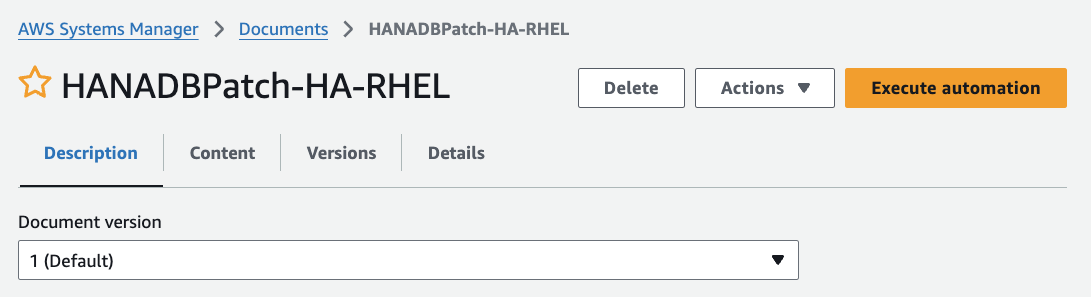 AWS Systems Manager > Documents > HANADBPatch-HA-RHEL
HANADBPatch-HA-RHEL
Delete
Actions
Execute automation
Description
Content
Versions
Details
Document version
1 (Default)